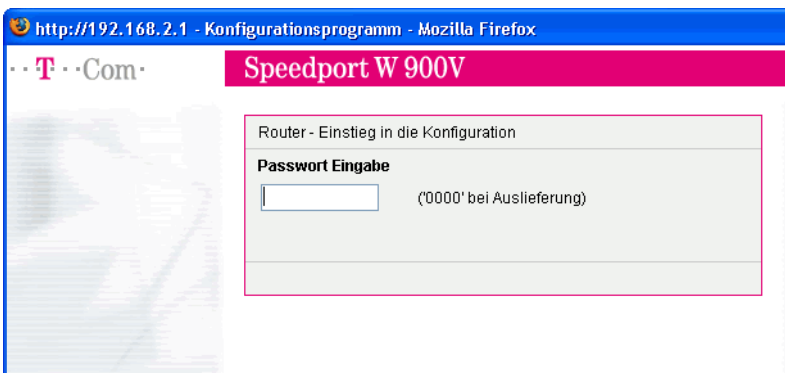 http://192.168.2.1 - Konfigurationsprogramm - Mozilla Firefox
· · T · · Com ·
Speedport W 900V
Router - Einstieg in die Konfiguration
Passwort Eingabe
('0000' bei Auslieferung)